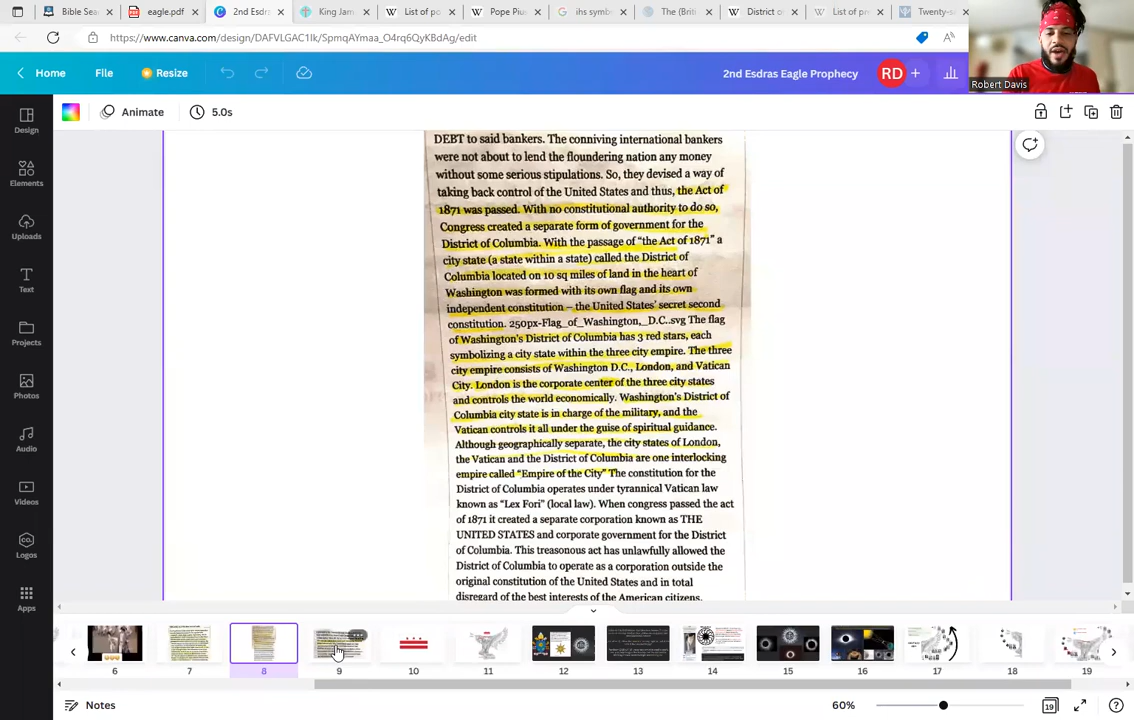 Bible Sea
eagle.pdf
2nd Esdras
King Jam
List of po
Pope Piu
ihs symb
The (Briti
District o
List of pre
Twenty-s
https://www.canva.com/design/DAFVLGAC1Ik/SpmqAYmaa_O4rq6QyKBdAg/edit
Home
File
Resize
2nd Esdras Eagle Prophecy
RD
Robert Davis
Animate
5.0s
Design
Elements
Uploads
Text
Projects
Photos
Audio
Videos
Logos
Apps
DEBT to said bankers. The conniving international bankers
were not about to lend the floundering nation any money
without some serious stipulations. So, they devised a way of
taking back control of the United States and thus, the Act of
1871 was passed. With no constitutional authority to do so,
Congress created a separate form of government for the
District of Columbia. With the passage of “the Act of 1871” a
city state (a state within a state) called the District of
Columbia located on 10 sq miles of land in the heart of
Washington was formed with its own flag and its own
independent constitution – the United States’ secret second
constitution. 250px-Flag_of_Washington,_D.C..svg The flag
of Washington’s District of Columbia has 3 red stars, each
symbolizing a city state within the three city empire. The three
city empire consists of Washington D.C., London, and Vatican
City. London is the corporate center of the three city states
and controls the world economically. Washington’s District of
Columbia city state is in charge of the military, and the
Vatican controls it all under the guise of spiritual guidance.
Although geographically separate, the city states of London,
the Vatican and the District of Columbia are one interlocking
empire called “Empire of the City” The constitution for the
District of Columbia operates under tyrannical Vatican law
known as “Lex Fori” (local law). When congress passed the act
of 1871 it created a separate corporation known as THE
UNITED STATES and corporate government for the District
of Columbia. This treasonous act has unlawfully allowed the
District of Columbia to operate as a corporation outside the
original constitution of the United States and in total
disregard of the best interests of the American citizens.
6
7
8
9
10
11
12
13
14
15
16
17
18
19
Notes
60%
19